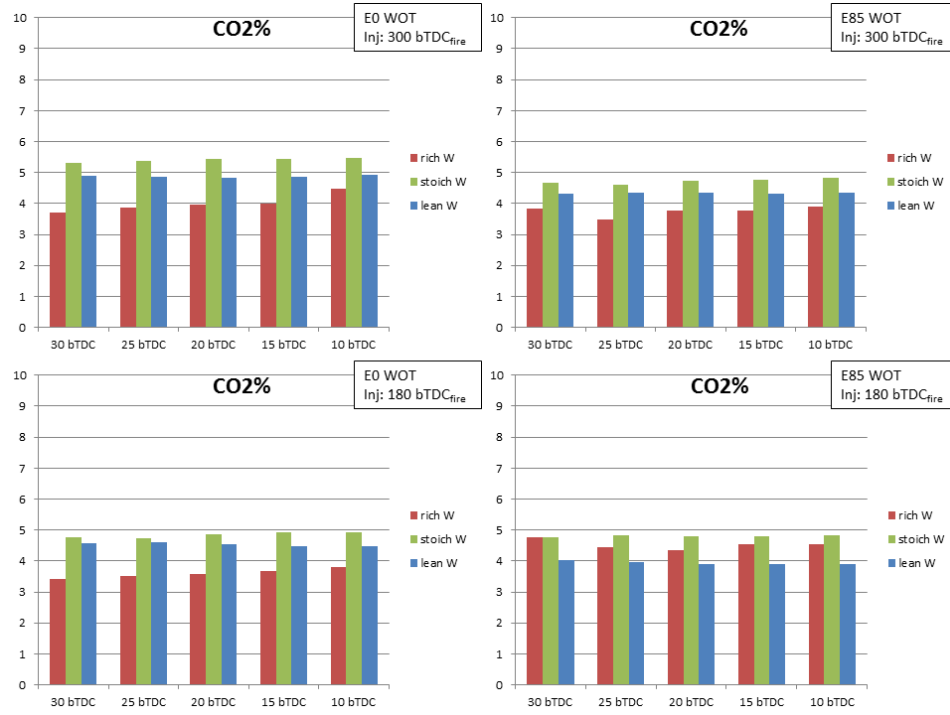 CO2%
E0 WOT
Inj: 300 bTDCfire
10
9
8
7
6
5
4
3
2
1
0
30 bTDC
25 bTDC
20 bTDC
15 bTDC
10 bTDC
rich W
stoich W
lean W
CO2%
E85 WOT
Inj: 300 bTDCfire
10
9
8
7
6
5
4
3
2
1
0
30 bTDC
25 bTDC
20 bTDC
15 bTDC
10 bTDC
rich W
stoich W
lean W
CO2%
E0 WOT
Inj: 180 bTDCfire
10
9
8
7
6
5
4
3
2
1
0
30 bTDC
25 bTDC
20 bTDC
15 bTDC
10 bTDC
rich W
stoich W
lean W
CO2%
E85 WOT
Inj: 180 bTDCfire
10
9
8
7
6
5
4
3
2
1
0
30 bTDC
25 bTDC
20 bTDC
15 bTDC
10 bTDC
rich W
stoich W
lean W